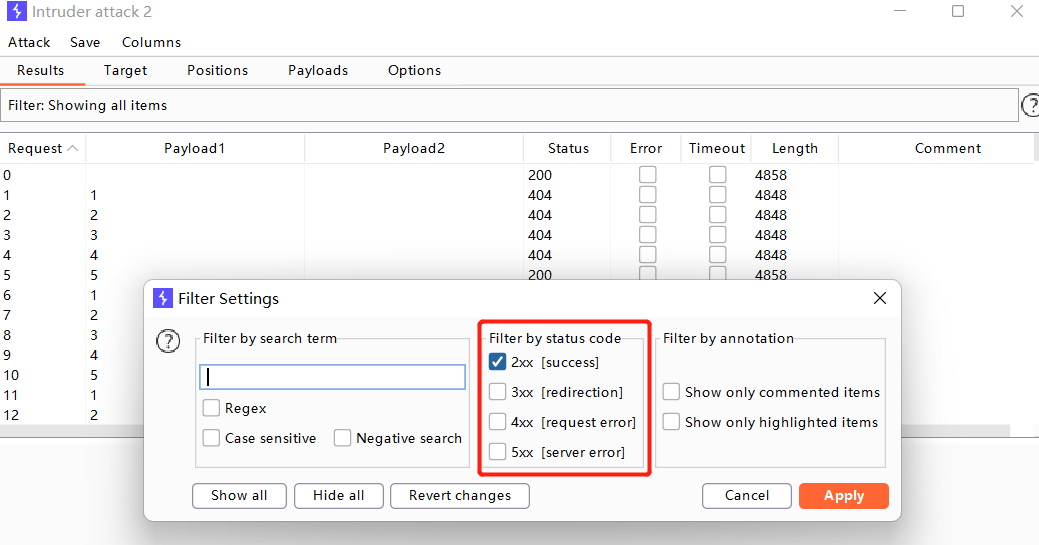 Intruder attack 2
Attack Save Columns
Results Target Positions Payloads Options
Filter: Showing all items
?
Request Payload1 Payload2 Status Error Timeout Length Comment
0 200 4858
1 1 404 4848
2 2 404 4848
3 3 404 4848
4 4 404 4848
5 5 200 4858
6 1
7 2
8 3
9 4
10 5
11 1
12 2
Filter Settings
?
Filter by search term
Regex
Case sensitive Negative search
Filter by status code
2xx [success]
3xx [redirection]
4xx [request error]
5xx [server error]
Filter by annotation
Show only commented items
Show only highlighted items
Show all Hide all Revert changes Cancel Apply